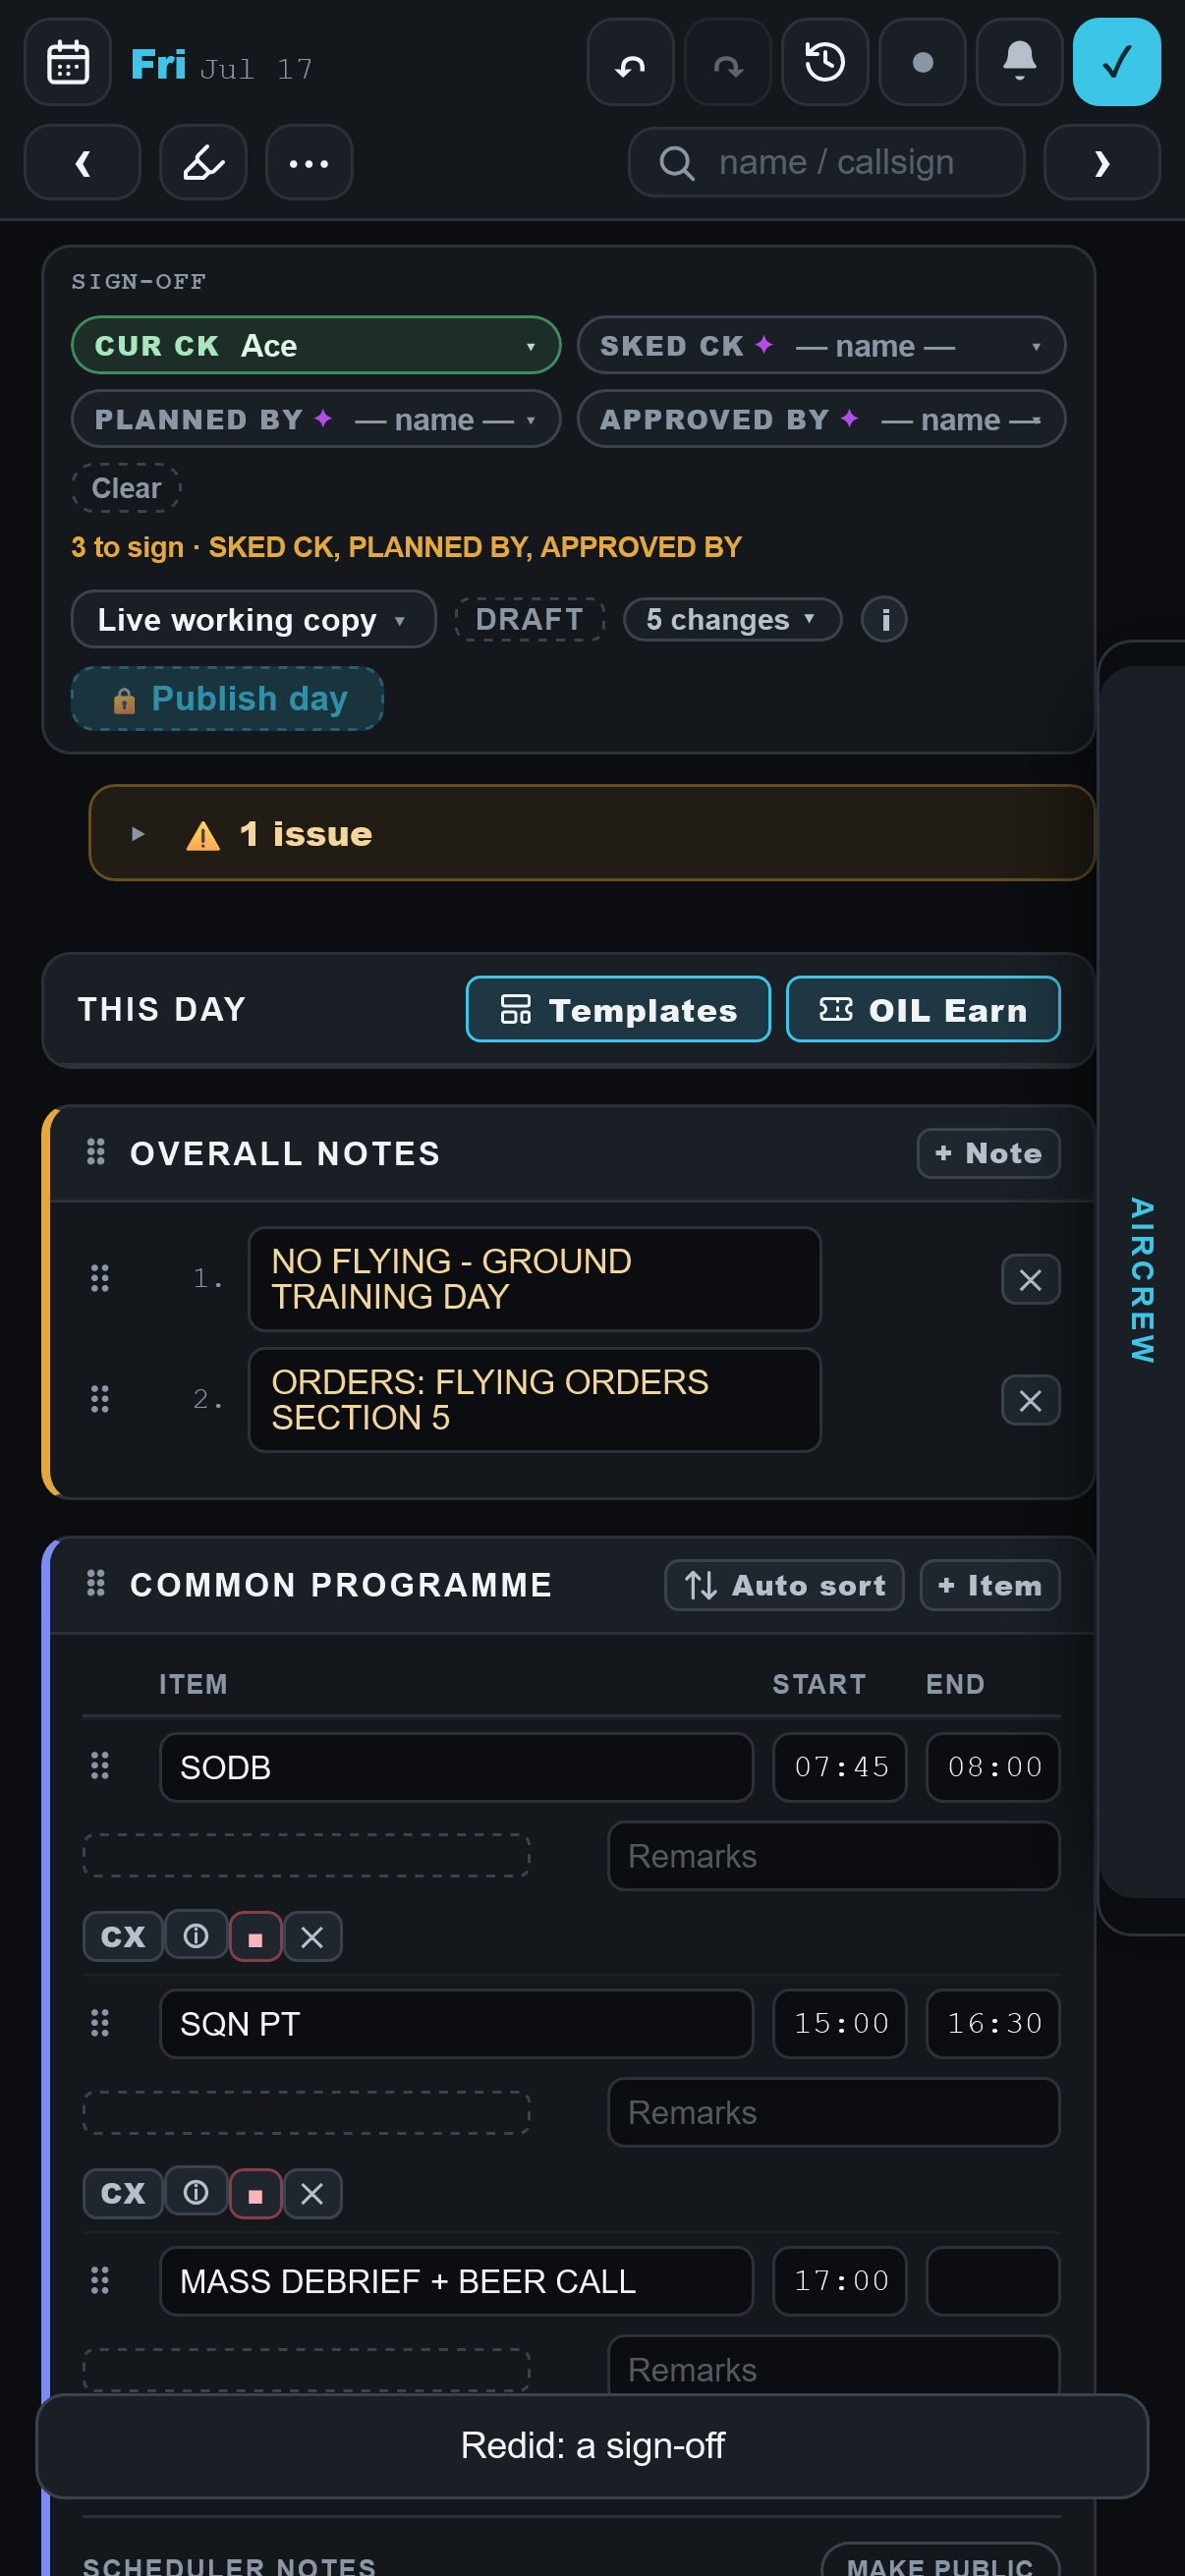 Fri Jul 17
name / callsign
SIGN-OFF
CUR CK Ace
SKED CK — name —
PLANNED BY — name —
APPROVED BY — name —
Clear
3 to sign · SKED CK, PLANNED BY, APPROVED BY
Live working copy DRAFT 5 changes i
Publish day
1 issue
THIS DAY Templates OIL Earn
AIRCREW
OVERALL NOTES + Note
1. NO FLYING - GROUND
TRAINING DAY
2. ORDERS: FLYING ORDERS
SECTION 5
COMMON PROGRAMME Auto sort + Item
ITEM START END
SODB 07:45 08:00
Remarks
CX
SQN PT 15:00 16:30
Remarks
CX
MASS DEBRIEF + BEER CALL 17:00
Remarks
Redid: a sign-off
SCHEDULER NOTES MAKE PUBLIC